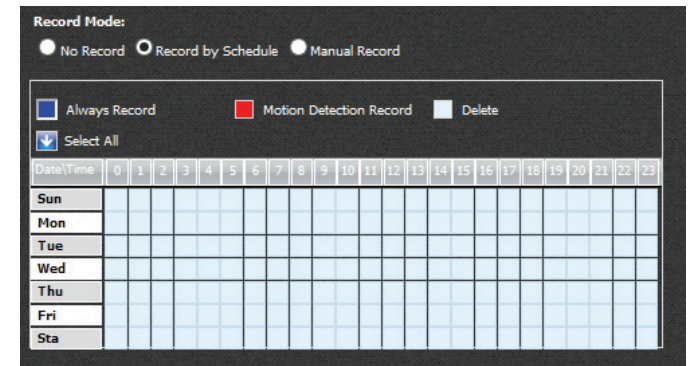 Record Mode:
No Record Record by Schedule Manual Record
Always Record Motion Detection Record Delete
Select All
Date\Time 0 1 2 3 4 5 6 7 8 9 10 11 12 13 14 15 16 17 18 19 20 21 22 23
Sun
Mon
Tue
Wed
Thu
Fri
Sta